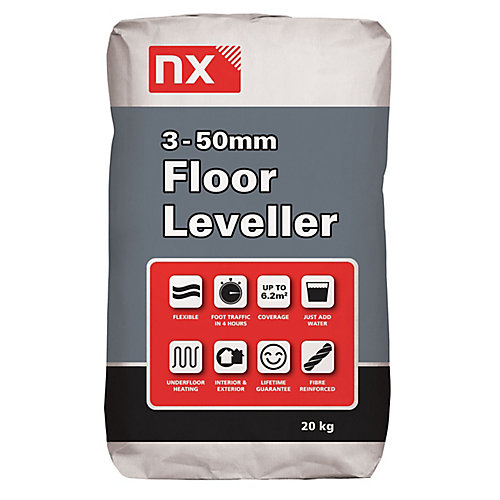 nx
3-50mm
Floor
Leveller
UP TO
6.2m²
FLEXIBLE
FOOT TRAFFIC
IN 4 HOURS
COVERAGE
JUST ADD
WATER
UNDERFLOOR
HEATING
INTERIOR &
EXTERIOR
LIFETIME
GUARANTEE
FIBRE
REINFORCED
20 kg